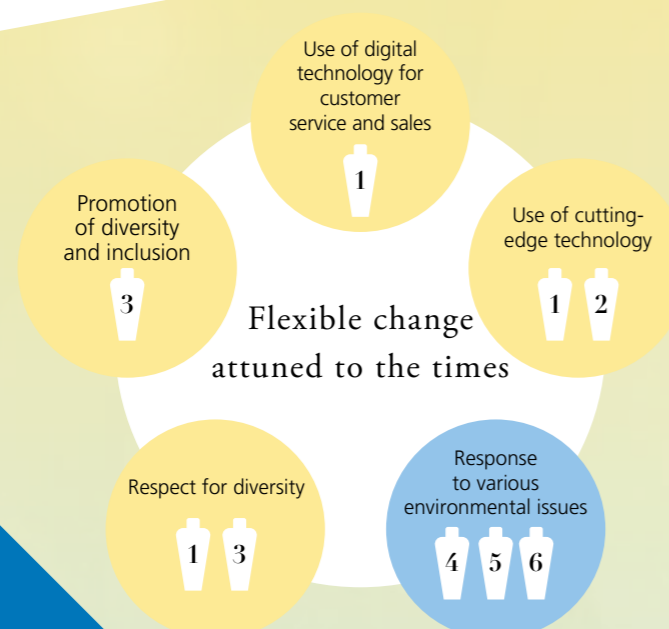 Use of digital
technology for
customer
service and sales
1
Promotion
of diversity
and inclusion
3
Use of cutting-
edge technology
1 2
Flexible change
attuned to the times
Respect for diversity
1 3
Response
to various
environmental issues
4 5 6